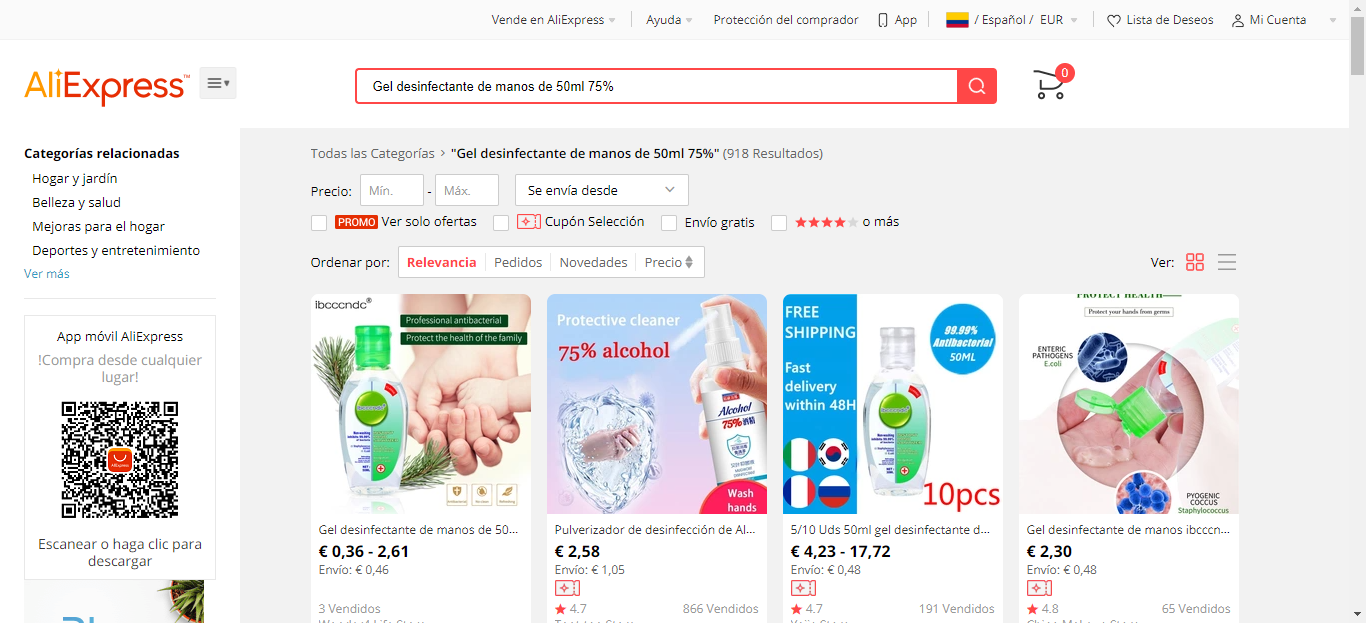 Vende en AliExpress
Ayuda
Protección del comprador
App
/ Español / EUR
Lista de Deseos
Mi Cuenta
AliExpress™
Gel desinfectante de manos de 50ml 75%
0
Categorías relacionadas
Hogar y jardín
Belleza y salud
Mejoras para el hogar
Deportes y entretenimiento
Ver más
App móvil AliExpress
!Compra desde cualquier
lugar!
AliExpress
Escanear o haga clic para
descargar
Todas las Categorías > "Gel desinfectante de manos de 50ml 75%" (918 Resultados)
Precio: Mín. - Máx. Se envía desde
PROMO Ver solo ofertas Cupón Selección Envío gratis o más
Ordenar por: Relevancia Pedidos Novedades Precio
Ver:
ibcccndc®
Professional antibacterial
Protect the health of the family
ibcccndc
Gel desinfectante de manos de 50...
€ 0,36 - 2,61
Envío: € 0,46
3 Vendidos
Protective cleaner
75% alcohol
Alcohol
75%酒精
Wash
hands
Pulverizador de desinfección de Al...
€ 2,58
Envío: € 1,05
4.7
866 Vendidos
FREE
SHIPPING
Fast
delivery
within 48H
99.99%
Antibacterial
50ML
ibcccndc
10pcs
5/10 Uds 50ml gel desinfectante d...
€ 4,23 - 17,72
Envío: € 0,48
4.7
191 Vendidos
PROTECT HEALTH
Protect your hands from germs
ENTERIC
PATHOGENS
E.coli
PYOGENIC
COCCUS
Staphylococcus
Gel desinfectante de manos ibcccn...
€ 2,30
Envío: € 0,48
4.8
65 Vendidos